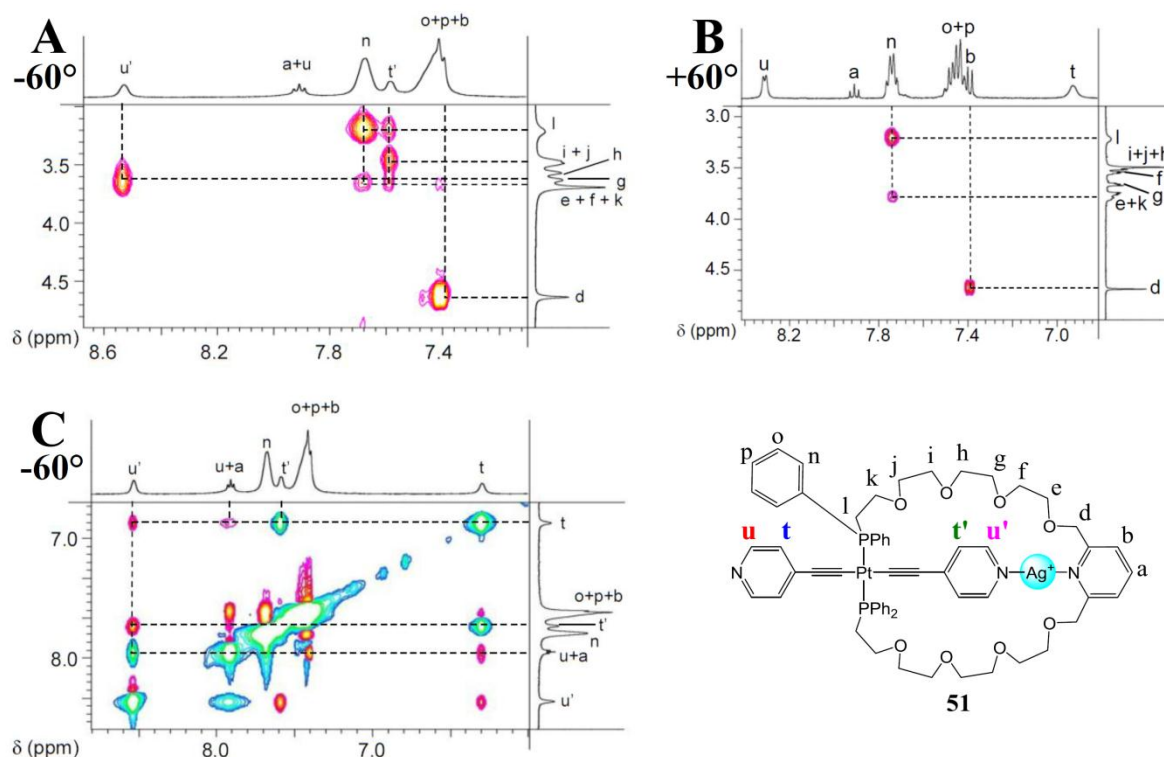 A
-60°
u'
a+u
n
t'
o+p+b
l
i + j
h
g
e + f + k
d
3.5
4.0
4.5
δ (ppm)
8.6
8.2
7.8
7.4
B
+60°
u
a
n
o+p
b
t
3.0
3.5
4.0
4.5
l
i+j+h
f
g
e+k
d
δ (ppm)
8.2
7.8
7.4
7.0
C
-60°
u'
u+a
n
t'
o+p+b
t
7.0
8.0
t
o+p+b
t'
n
u+a
u'
δ (ppm)
8.0
7.0
o
p
n
l
k
j
i
h
g
f
e
d
b
a
u
t
t'
u'
O
O
O
O
PPh
N
Pt
N
Ag+
N
PPh2
O
O
O
O
51